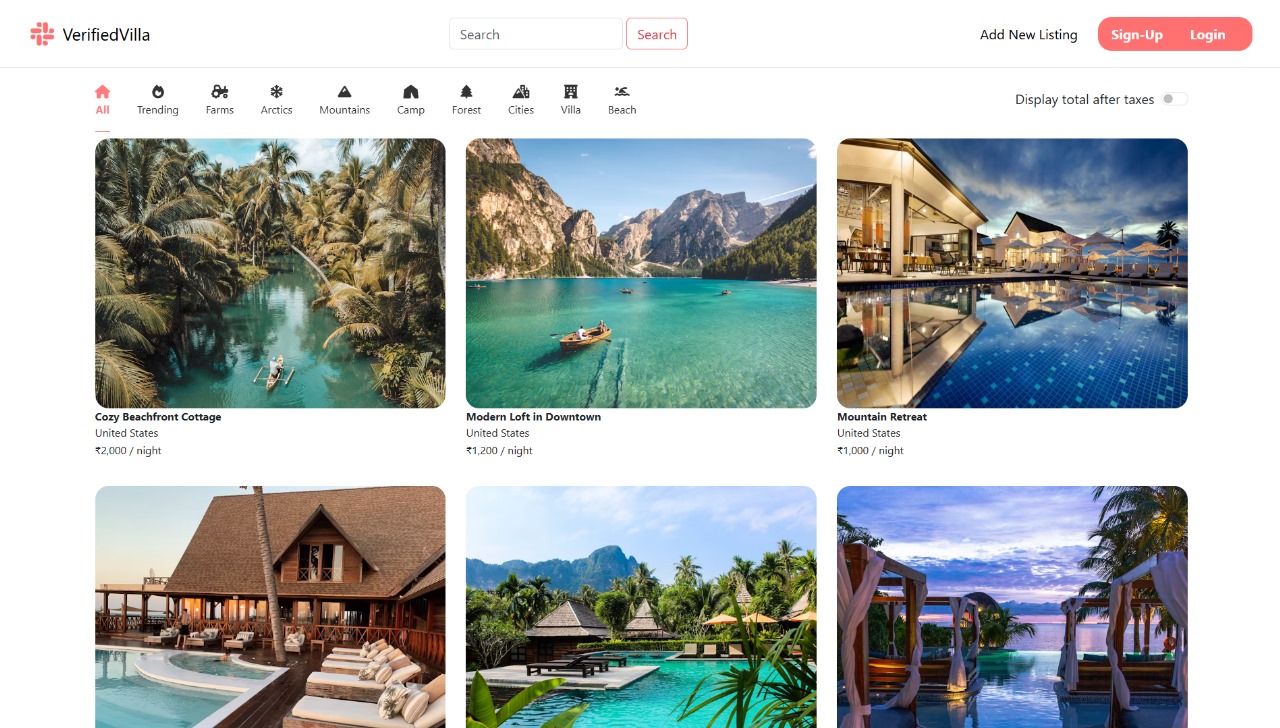 VerifiedVilla
Search Search
Add New Listing Sign-Up Login
All Trending Farms Arctics Mountains Camp Forest Cities Villa Beach
Display total after taxes
Cozy Beachfront Cottage
United States
₹2,000 / night
Modern Loft in Downtown
United States
₹1,200 / night
Mountain Retreat
United States
₹1,000 / night